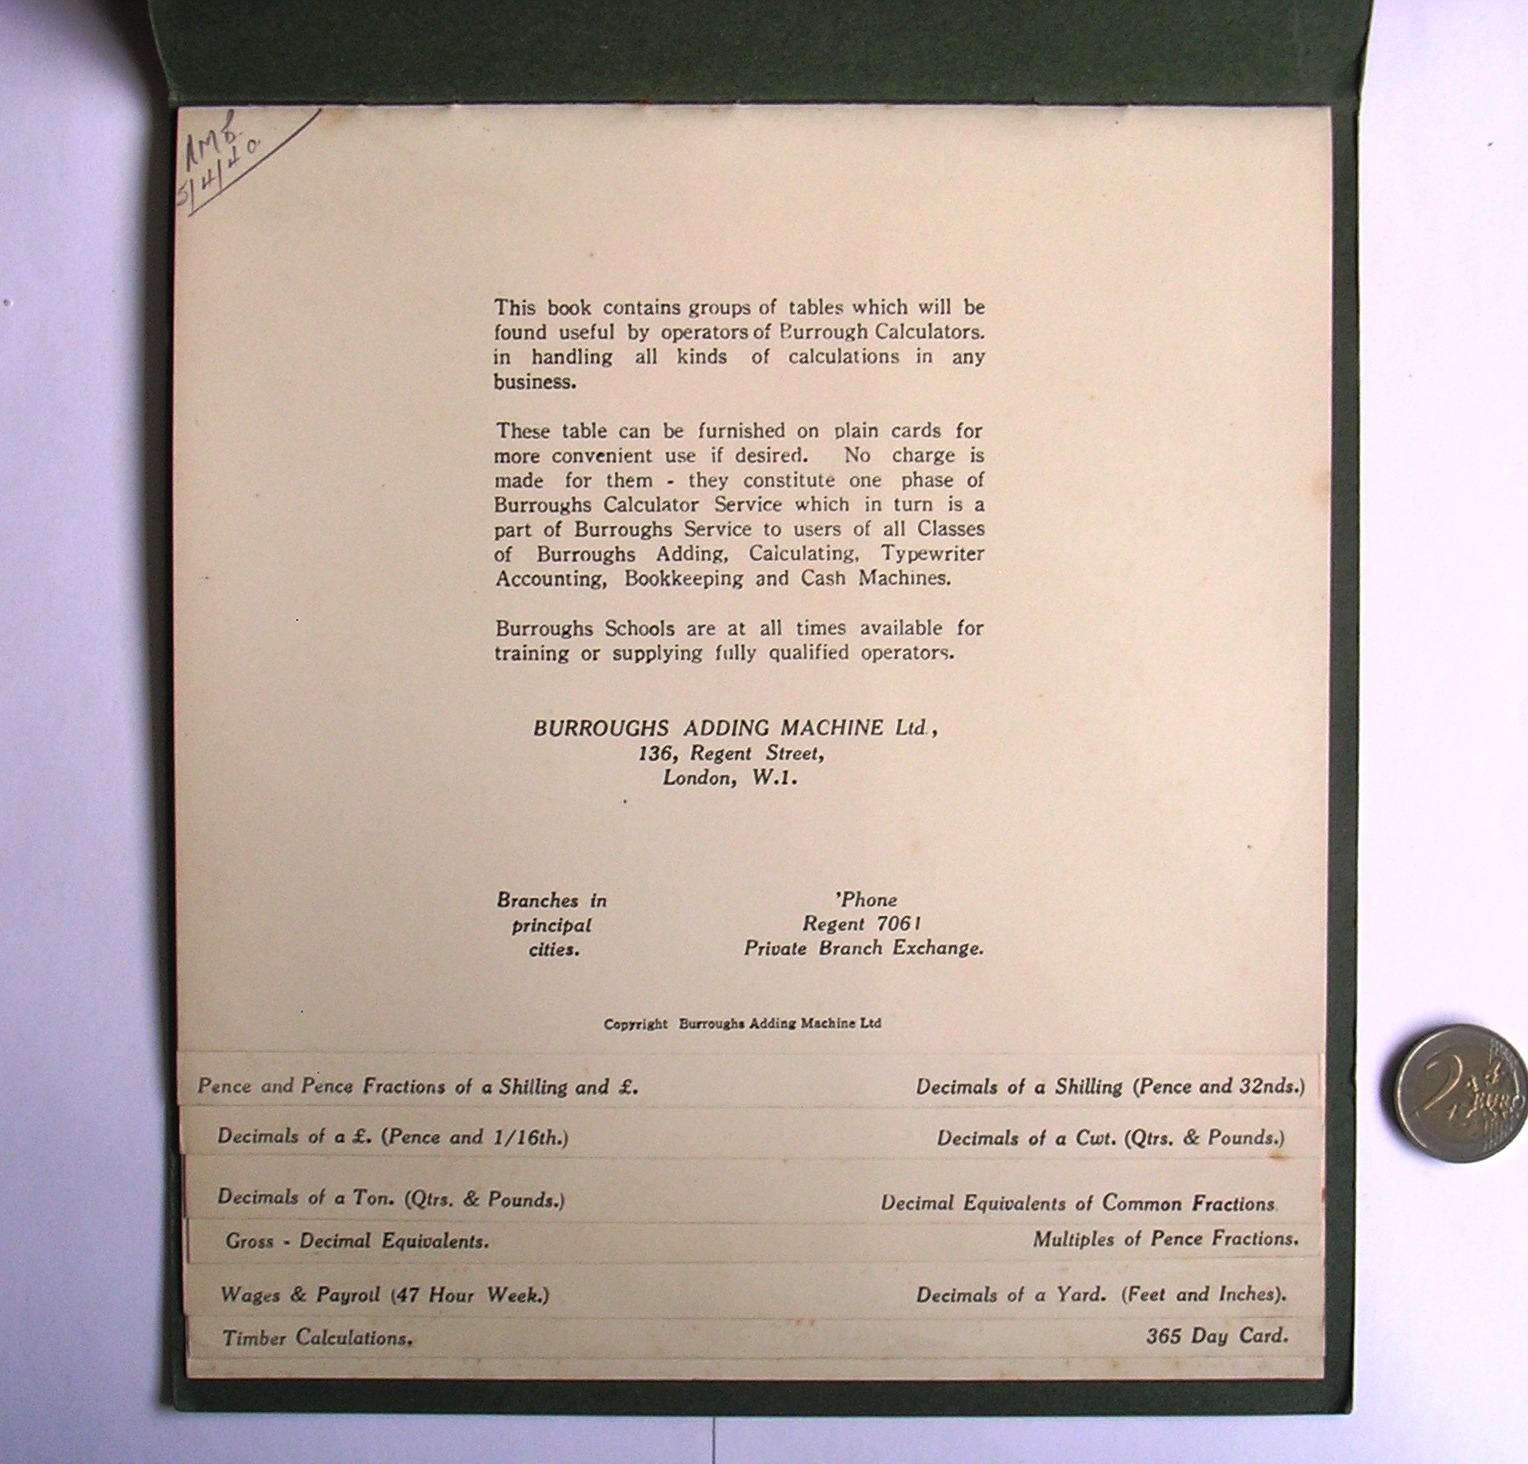 AMB
5/4/40
This book contains groups of tables which will be
found useful by operators of Burrough Calculators.
in handling all kinds of calculations in any
business.
These table can be furnished on plain cards for
more convenient use if desired. No charge is
made for them - they constitute one phase of
Burroughs Calculator Service which in turn is a
part of Burroughs Service to users of all Classes
of Burroughs Adding, Calculating, Typewriter
Accounting, Bookkeeping and Cash Machines.
Burroughs Schools are at all times available for
training or supplying fully qualified operators.
BURROUGHS ADDING MACHINE Ltd.,
136, Regent Street,
London, W.1.
Branches in
principal
cities.
'Phone
Regent 7061
Private Branch Exchange.
Copyright Burroughs Adding Machine Ltd
Pence and Pence Fractions of a Shilling and £.
Decimals of a Shilling (Pence and 32nds.)
Decimals of a £. (Pence and 1/16th.)
Decimals of a Cwt. (Qtrs. & Pounds.)
Decimals of a Ton. (Qtrs. & Pounds.)
Decimal Equivalents of Common Fractions.
Gross - Decimal Equivalents.
Multiples of Pence Fractions.
Wages & Payroll (47 Hour Week.)
Decimals of a Yard. (Feet and Inches).
Timber Calculations.
365 Day Card.
2
EURO